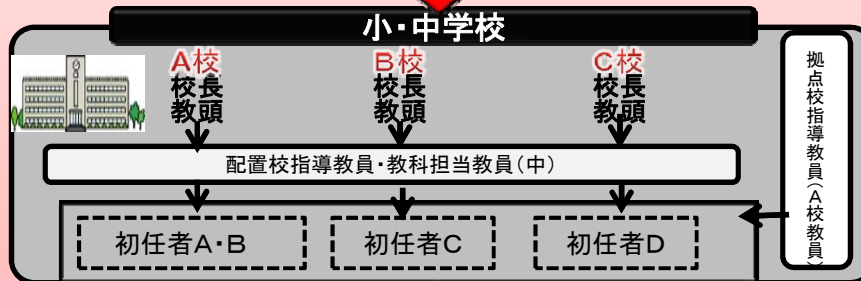 小・中学校
A校
校長
教頭
B校
校長
教頭
C校
校長
教頭
配置校指導教員・教科担当教員(中)
初任者A・B
初任者C
初任者D
拠点校指導教員(A校教員)